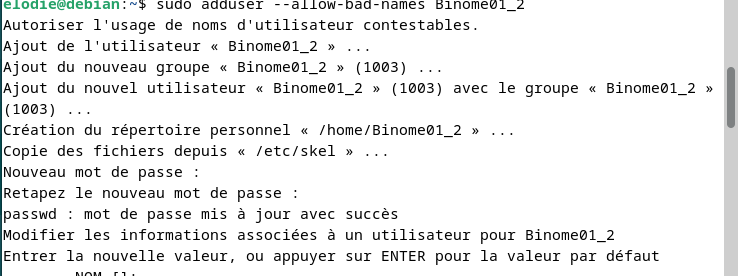 elodie@debian:~$ sudo adduser --allow-bad-names Binome01_2
Autoriser l'usage de noms d'utilisateur contestables.
Ajout de l'utilisateur « Binome01_2 » ...
Ajout du nouveau groupe « Binome01_2 » (1003) ...
Ajout du nouvel utilisateur « Binome01_2 » (1003) avec le groupe « Binome01_2 »
(1003) ...
Création du répertoire personnel « /home/Binome01_2 » ...
Copie des fichiers depuis « /etc/skel » ...
Nouveau mot de passe :
Retapez le nouveau mot de passe :
passwd : mot de passe mis à jour avec succès
Modifier les informations associées à un utilisateur pour Binome01_2
Entrer la nouvelle valeur, ou appuyer sur ENTER pour la valeur par défaut
NOM []: